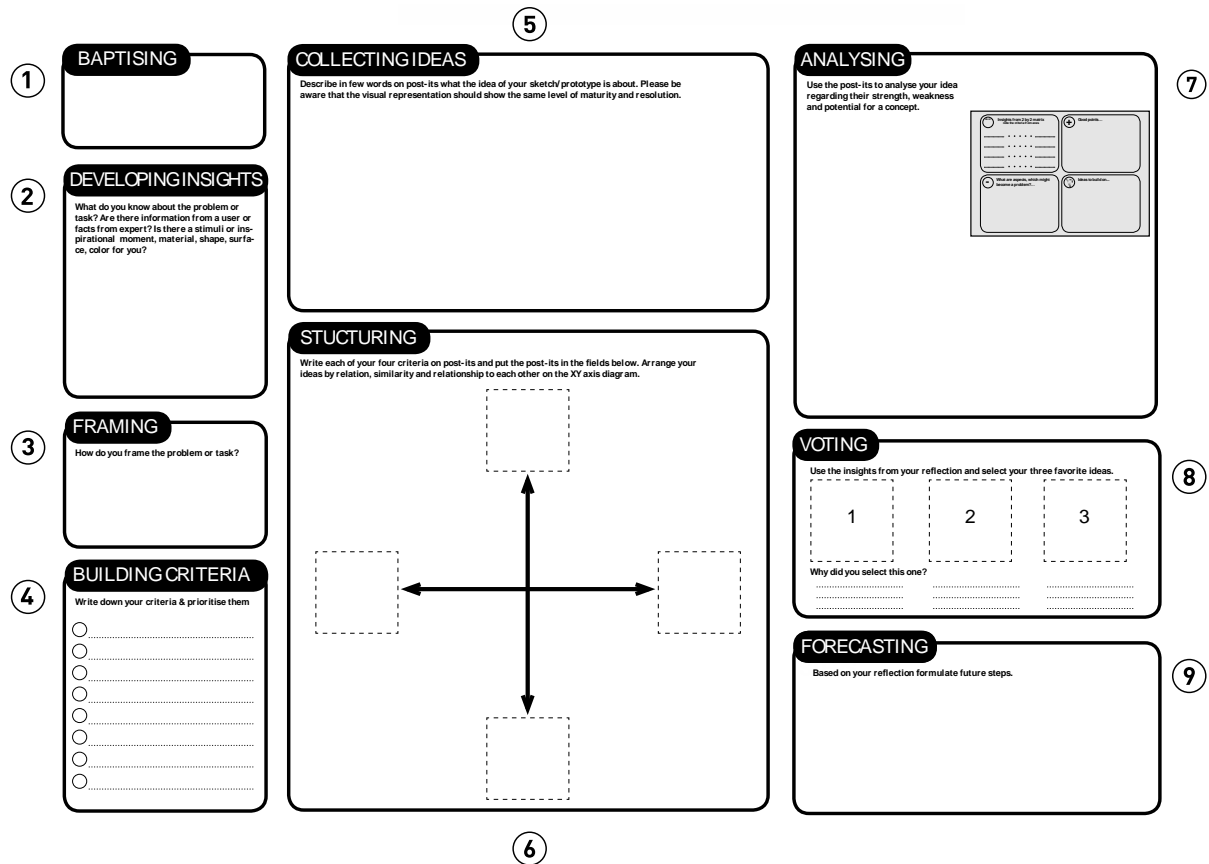 1
BAPTISING
2
DEVELOPING INSIGHTS
What do you know about the problem or
task? Are there information from a user or
facts from expert? Is there a stimuli or ins-
pirational moment, material, shape, surfa-
ce, color for you?
3
FRAMING
How do you frame the problem or task?
4
BUILDING CRITERIA
Write down your criteria & prioritise them
5
COLLECTING IDEAS
Describe in few words on post-its what the idea of your sketch/prototype is about. Please be
aware that the visual representation should show the same level of maturity and resolution.
STUCTURING
Write each of your four criteria on post-its and put the post-its in the fields below. Arrange your
ideas by relation, similarity and relationship to each other on the XY axis diagram.
6
7
ANALYSING
Use the post-its to analyse your idea
regarding their strength, weakness
and potential for a concept.
Insights from 2 by 2 matrix
+
Good points...
-
What are aspects, which might
become a problem?...
Ideas to build on...
8
VOTING
Use the insights from your reflection and select your three favorite ideas.
1
2
3
Why did you select this one?
9
FORECASTING
Based on your reflection formulate future steps.